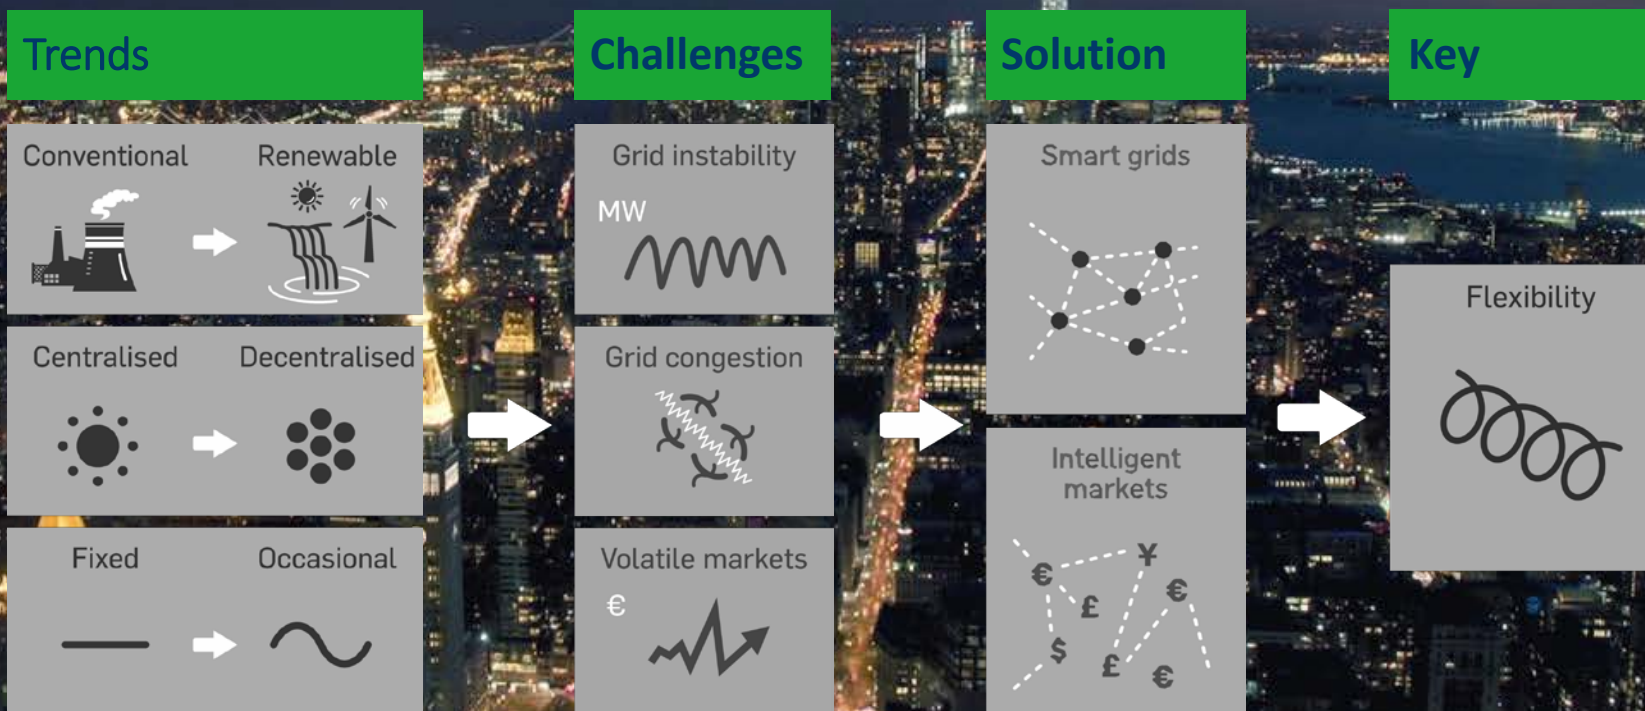 Trends
Conventional
Renewable
Centralised
Decentralised
Fixed
Occasional
Challenges
Grid instability
MW
Grid congestion
Volatile markets
€
Solution
Smart grids
Intelligent
markets
¥
€
€
£
$
£
€
Key
Flexibility